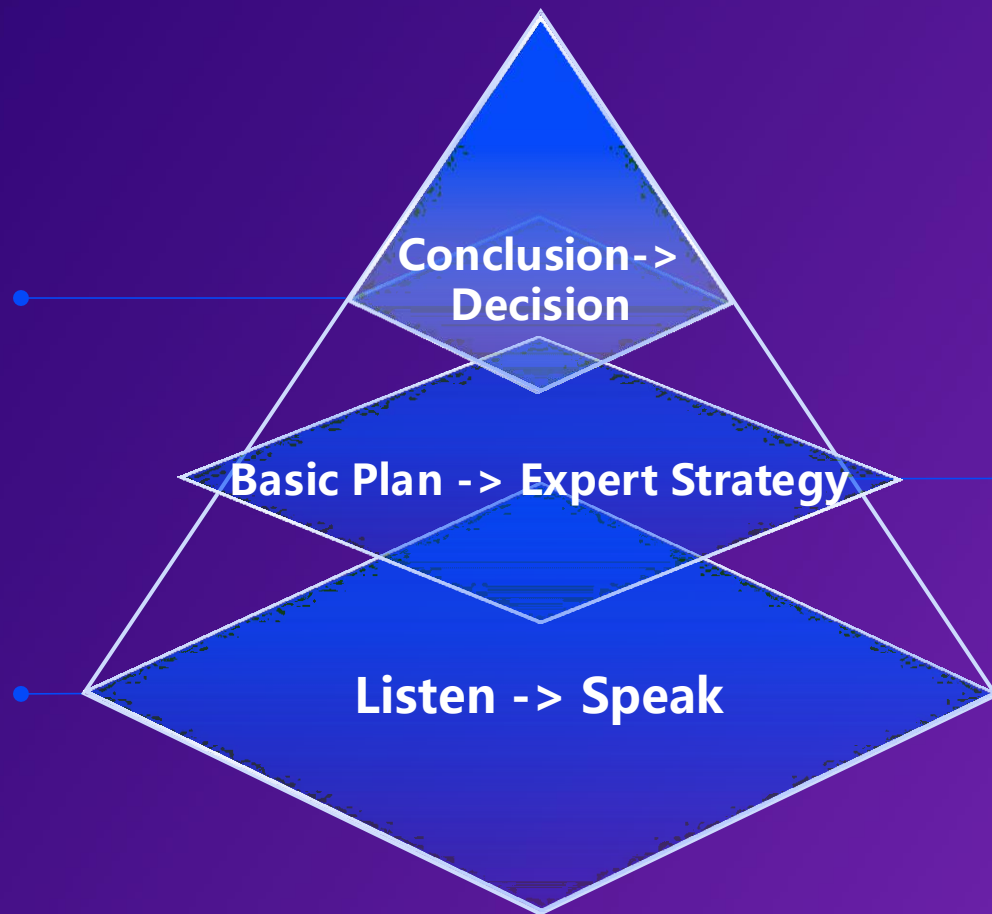 Conclusion->
Decision
Basic Plan -> Expert Strategy
Listen -> Speak